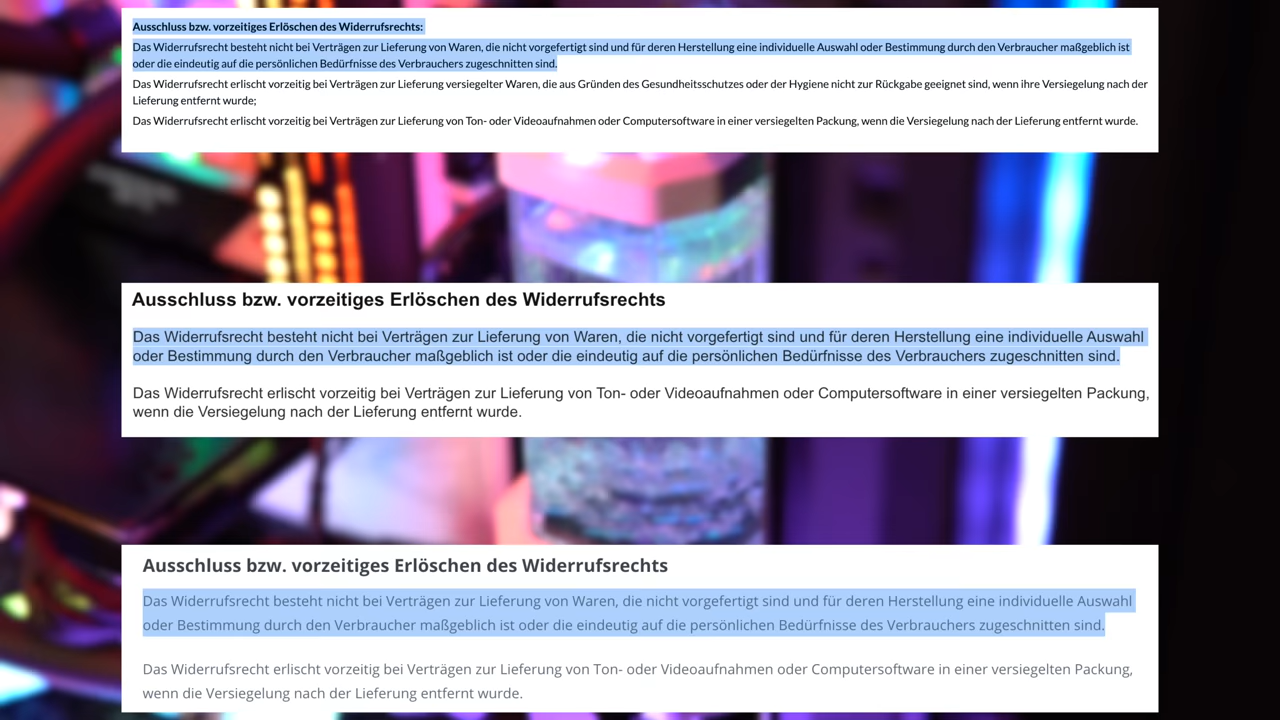 Ausschluss bzw. vorzeitiges Erlöschen des Widerrufsrechts:
Das Widerrufsrecht besteht nicht bei Verträgen zur Lieferung von Waren, die nicht vorgefertigt sind und für deren Herstellung eine individuelle Auswahl oder Bestimmung durch den Verbraucher maßgeblich ist
oder die eindeutig auf die persönlichen Bedürfnisse des Verbrauchers zugeschnitten sind.
Das Widerrufsrecht erlischt vorzeitig bei Verträgen zur Lieferung versiegelter Waren, die aus Gründen des Gesundheitsschutzes oder der Hygiene nicht zur Rückgabe geeignet sind, wenn ihre Versiegelung nach der
Lieferung entfernt wurde;
Das Widerrufsrecht erlischt vorzeitig bei Verträgen zur Lieferung von Ton- oder Videoaufnahmen oder Computersoftware in einer versiegelten Packung, wenn die Versiegelung nach der Lieferung entfernt wurde.
Ausschluss bzw. vorzeitiges Erlöschen des Widerrufsrechts
Das Widerrufsrecht besteht nicht bei Verträgen zur Lieferung von Waren, die nicht vorgefertigt sind und für deren Herstellung eine individuelle Auswahl
oder Bestimmung durch den Verbraucher maßgeblich ist oder die eindeutig auf die persönlichen Bedürfnisse des Verbrauchers zugeschnitten sind.
Das Widerrufsrecht erlischt vorzeitig bei Verträgen zur Lieferung von Ton- oder Videoaufnahmen oder Computersoftware in einer versiegelten Packung,
wenn die Versiegelung nach der Lieferung entfernt wurde.
Ausschluss bzw. vorzeitiges Erlöschen des Widerrufsrechts
Das Widerrufsrecht besteht nicht bei Verträgen zur Lieferung von Waren, die nicht vorgefertigt sind und für deren Herstellung eine individuelle Auswahl
oder Bestimmung durch den Verbraucher maßgeblich ist oder die eindeutig auf die persönlichen Bedürfnisse des Verbrauchers zugeschnitten sind.
Das Widerrufsrecht erlischt vorzeitig bei Verträgen zur Lieferung von Ton- oder Videoaufnahmen oder Computersoftware in einer versiegelten Packung,
wenn die Versiegelung nach der Lieferung entfernt wurde.